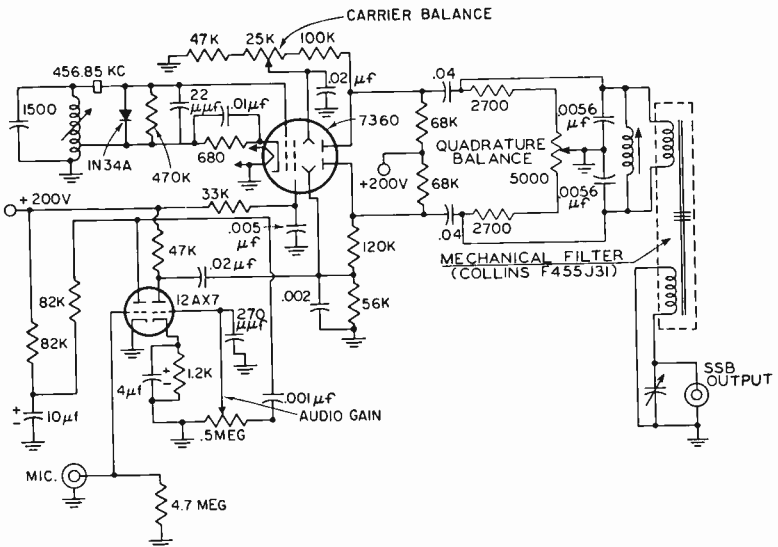 CARRIER BALANCE
47K
25K
100K
456.85 KC
.02 μf
22 μμf
.01μf
7360
.04
2700
.0056 μf
1500
IN34A
470K
680
68K
+200V
68K
QUADRATURE BALANCE
5000
.0056 μf
.04
2700
+200V
33K
.005 μf
47K
.02μf
120K
MECHANICAL FILTER
(COLLINS F455J31)
82K
12AX7
270 μμf
.002
56K
82K
4μf
+
-
1.2K
.001μf
AUDIO GAIN
SSB OUTPUT
+
-
10μf
.5MEG
MIC.
4.7 MEG